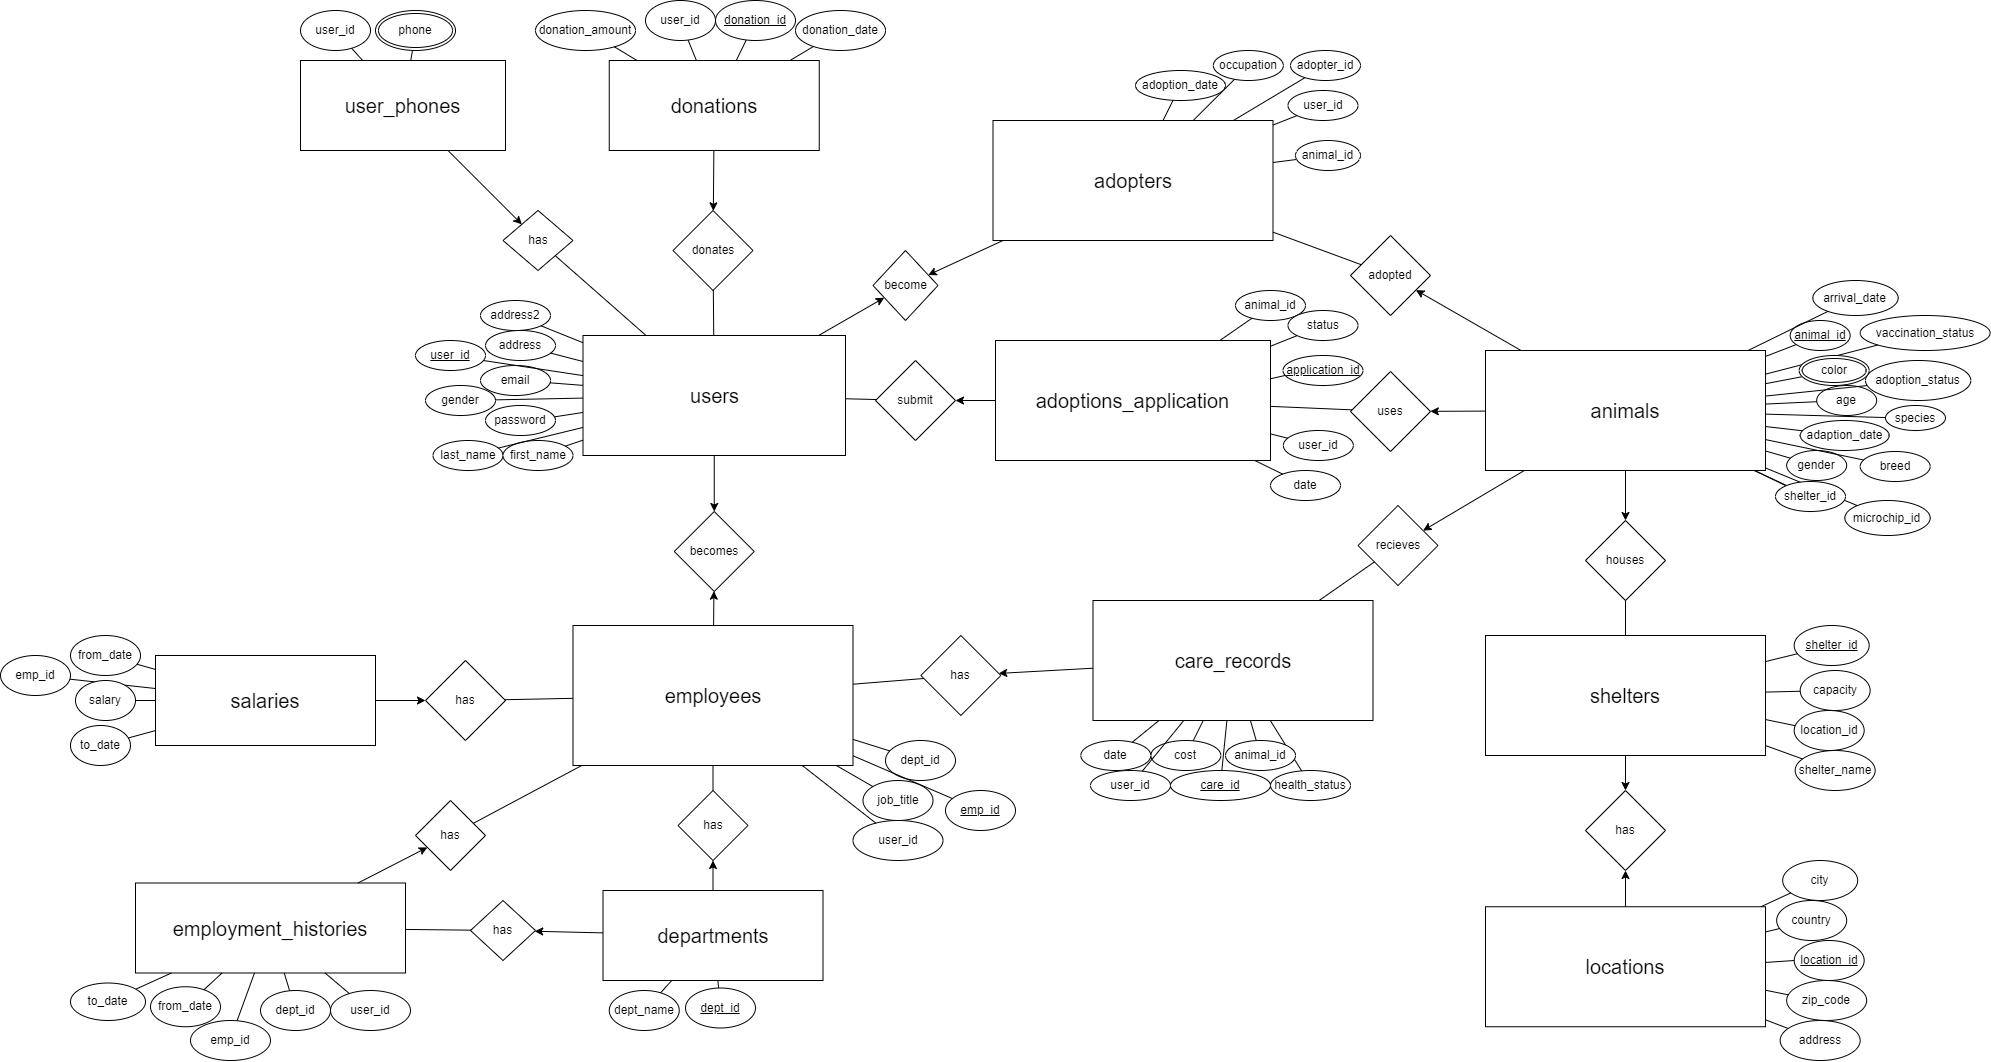 user_id
phone
user_phones
donation_amount
user_id
donation_id
donation_date
donations
adoption_date
occupation
adopter_id
user_id
animal_id
adopters
has
donates
become
adopted
address2
address
user_id
email
gender
password
last_name
first_name
users
submit
animal_id
status
application_id
user_id
date
adoptions_application
uses
arrival_date
animal_id
vaccination_status
color
adoption_status
age
species
adaption_date
gender
breed
shelter_id
microchip_id
animals
becomes
recieves
houses
from_date
emp_id
salary
to_date
salaries
has
employees
dept_id
job_title
emp_id
user_id
has
care_records
date
cost
animal_id
user_id
care_id
health_status
shelters
shelter_id
capacity
location_id
shelter_name
has
has
has
employment_histories
to_date
from_date
emp_id
dept_id
user_id
has
departments
dept_name
dept_id
locations
city
country
location_id
zip_code
address